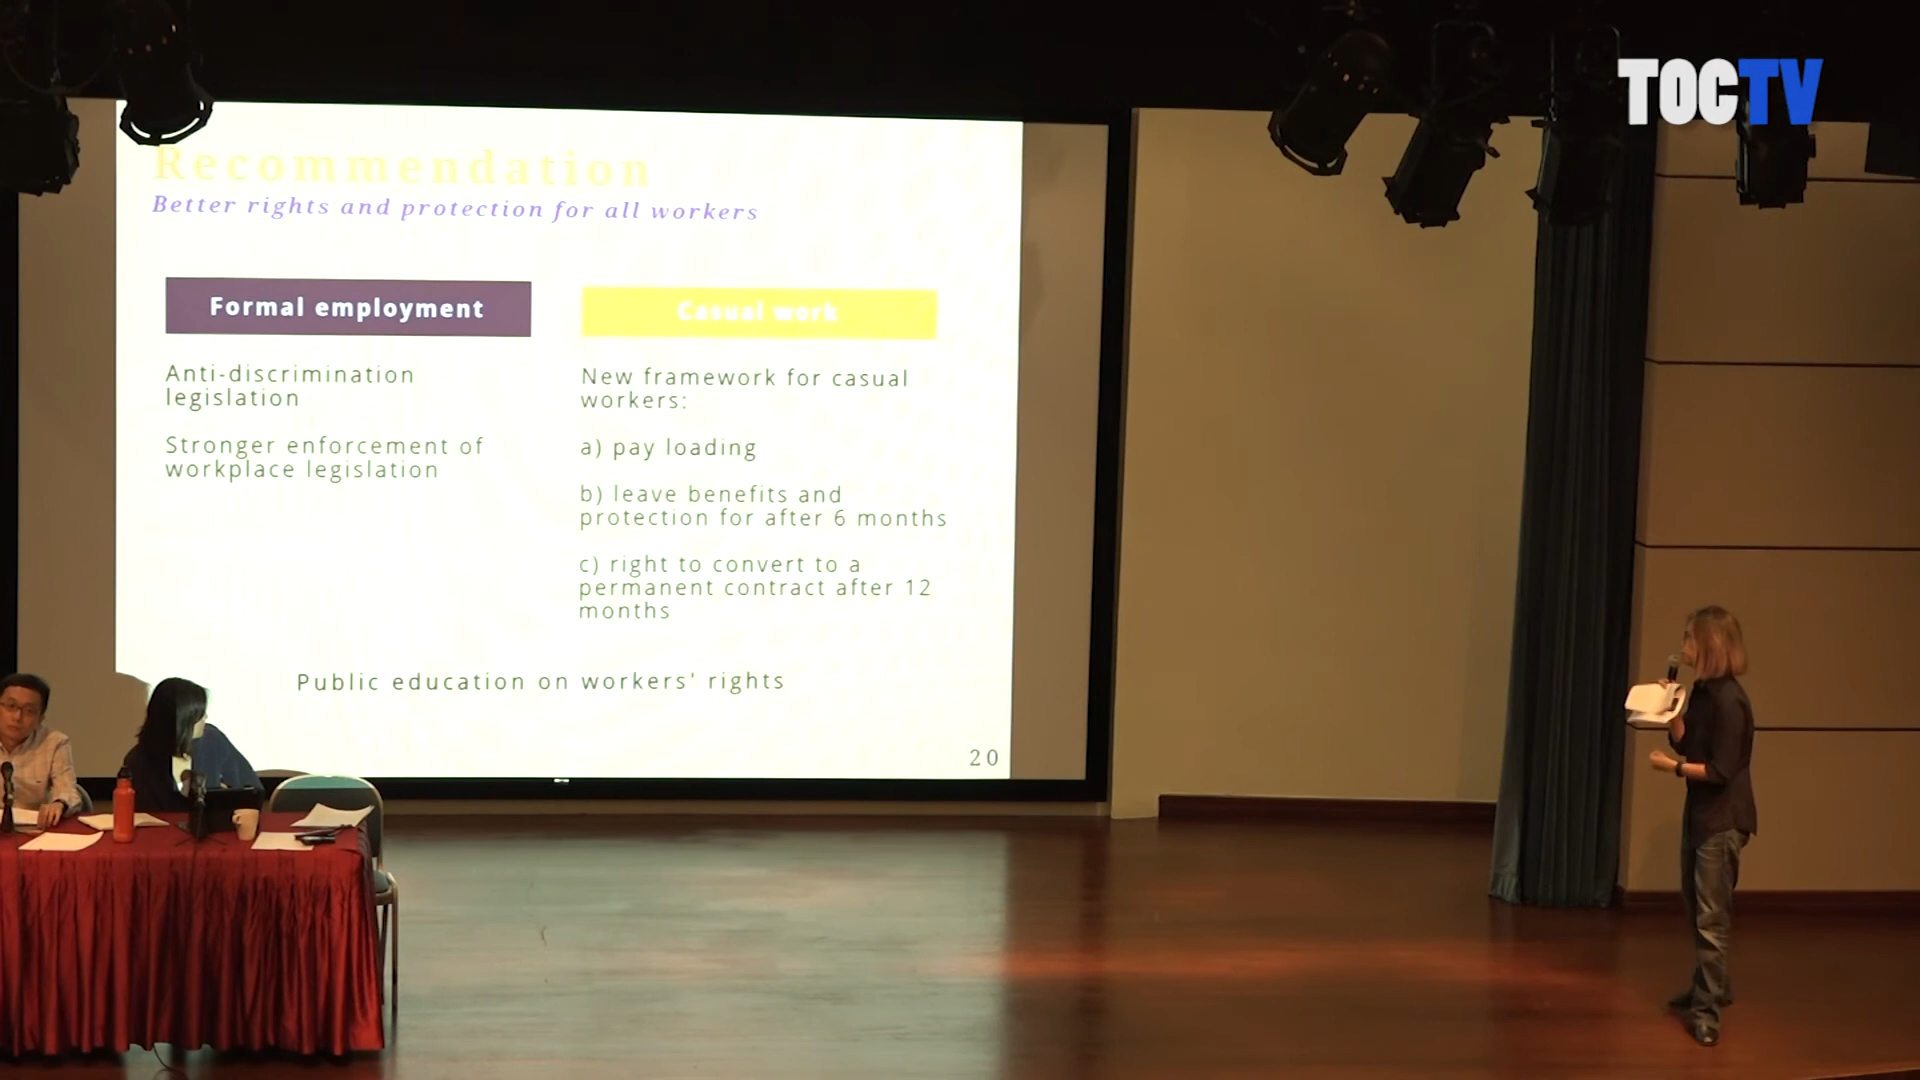 TOCTV
Recommendation
Better rights and protection for all workers
Formal employment
Anti-discrimination
legislation
Stronger enforcement of
workplace legislation
Casual work
New framework for casual
workers:
a) pay loading
b) leave benefits and
protection for after 6 months
c) right to convert to a
permanent contract after 12
months
Public education on workers' rights
20